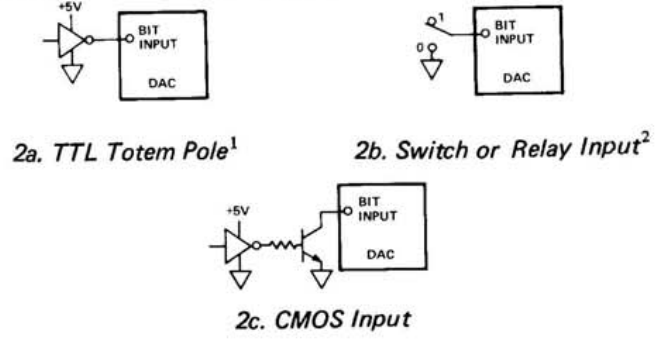 +5V
BIT
INPUT
DAC
2a. TTL Totem Pole¹
1
0
BIT
INPUT
DAC
2b. Switch or Relay Input²
+5V
BIT
INPUT
DAC
2c. CMOS Input